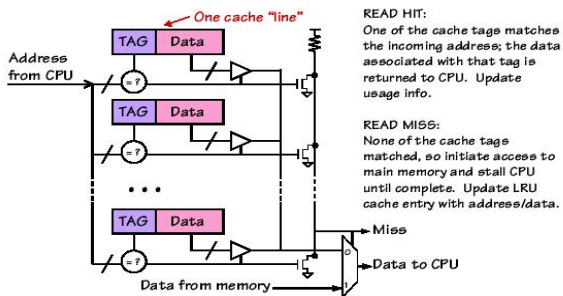 One cache "line"
TAG Data
Address
from CPU
= ?
TAG Data
= ?
...
TAG Data
= ?
Miss
0
Data to CPU
1
Data from memory
READ HIT:
One of the cache tags matches
the incoming address; the data
associated with that tag is
returned to CPU. Update
usage info.
READ MISS:
None of the cache tags
matched, so initiate access to
main memory and stall CPU
until complete. Update LRU
cache entry with address/data.